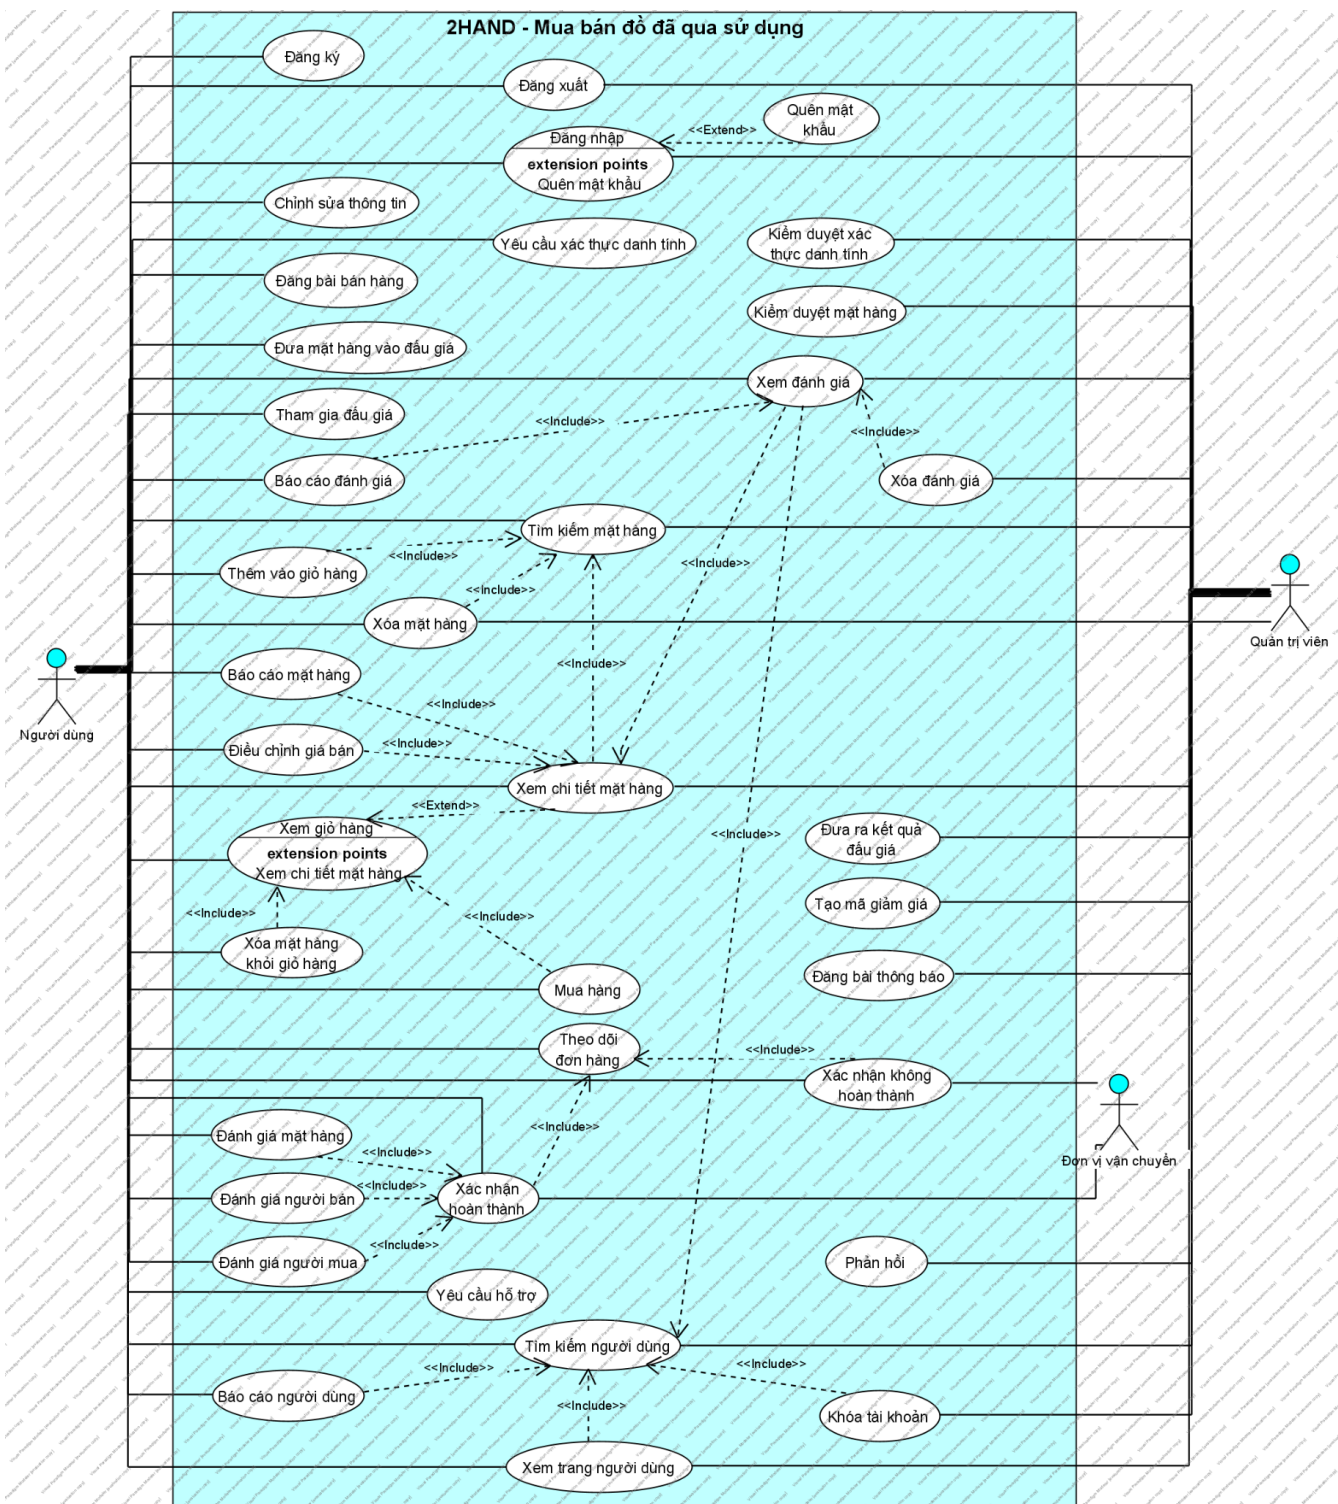 2HAND - Mua bán đồ đã qua sử dụng
Đăng ký
Đăng xuất
Quên mật
khẩu
<<Extend>>
Đăng nhập
extension points
Quên mật khẩu
Chỉnh sửa thông tin
Yêu cầu xác thực danh tính
Kiểm duyệt xác
thực danh tính
Đăng bài bán hàng
Kiểm duyệt mặt hàng
Đưa mặt hàng vào đấu giá
Xem đánh giá
Tham gia đấu giá
<<Include>>
<<Include>>
Báo cáo đánh giá
Xóa đánh giá
Tìm kiếm mặt hàng
<<Include>>
<<Include>>
Thêm vào giỏ hàng
<<Include>>
Xóa mặt hàng
Quản trị viên
<<Include>>
Báo cáo mặt hàng
<<Include>>
Người dùng
<<Include>>
Điều chỉnh giá bán
Xem chi tiết mặt hàng
<<Extend>>
Xem giỏ hàng
extension points
Xem chi tiết mặt hàng
<<Include>>
Đưa ra kết quả
đấu giá
Tạo mã giảm giá
<<Include>>
<<Include>>
Xóa mặt hàng
khỏi giỏ hàng
Đăng bài thông báo
Mua hàng
Theo dõi
đơn hàng
<<Include>>
Xác nhận không
hoàn thành
<<Include>>
Đánh giá mặt hàng
<<Include>>
Đơn vị vận chuyển
<<Include>>
Đánh giá người bán
Xác nhận
hoàn thành
<<Include>>
Đánh giá người mua
Phản hồi
Yêu cầu hỗ trợ
Tìm kiếm người dùng
<<Include>>
<<Include>>
Báo cáo người dùng
<<Include>>
Khóa tài khoản
Xem trang người dùng